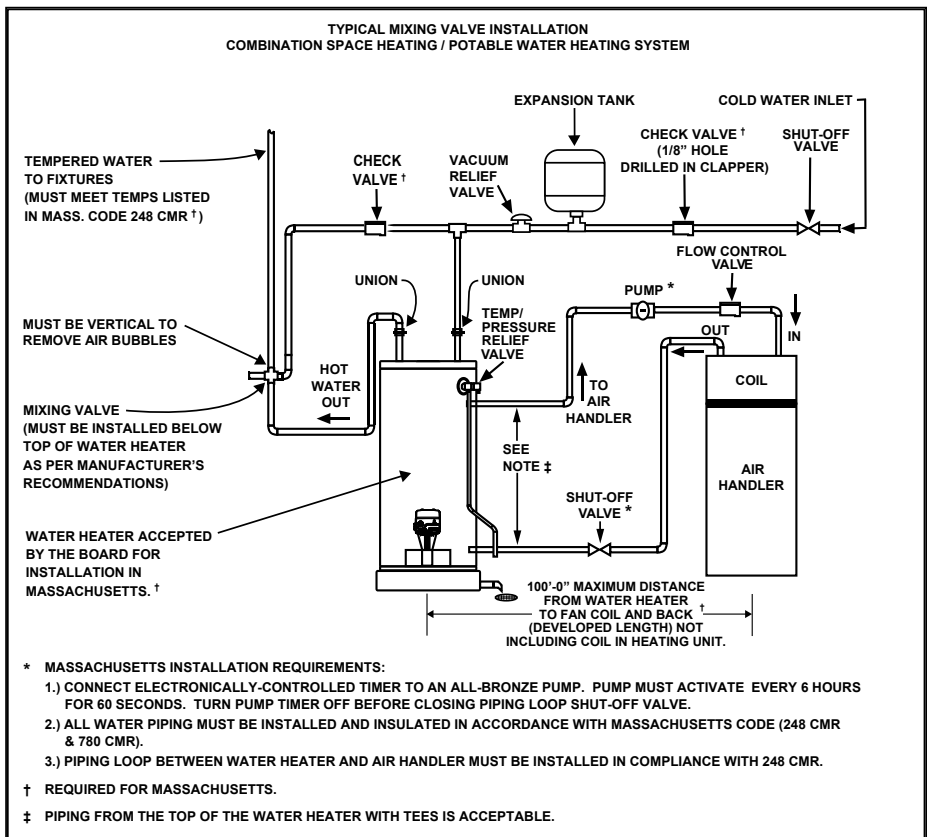 TYPICAL MIXING VALVE INSTALLATION
COMBINATION SPACE HEATING / POTABLE WATER HEATING SYSTEM
EXPANSION TANK
COLD WATER INLET
TEMPERED WATER
TO FIXTURES
(MUST MEET TEMPS LISTED
IN MASS. CODE 248 CMR †)
CHECK
VALVE †
VACUUM
RELIEF
VALVE
CHECK VALVE †
(1/8" HOLE
DRILLED IN CLAPPER)
SHUT-OFF
VALVE
FLOW CONTROL
VALVE
UNION
UNION
PUMP *
MUST BE VERTICAL TO
REMOVE AIR BUBBLES
TEMP/
PRESSURE
RELIEF
VALVE
OUT
IN
HOT
WATER
OUT
TO
AIR
HANDLER
COIL
MIXING VALVE
(MUST BE INSTALLED BELOW
TOP OF WATER HEATER
AS PER MANUFACTURER'S
RECOMMENDATIONS)
SEE
NOTE ‡
AIR
HANDLER
SHUT-OFF
VALVE *
WATER HEATER ACCEPTED
BY THE BOARD FOR
INSTALLATION IN
MASSACHUSETTS. †
100'-0" MAXIMUM DISTANCE
FROM WATER HEATER
TO FAN COIL AND BACK †
(DEVELOPED LENGTH) NOT
INCLUDING COIL IN HEATING UNIT.
* MASSACHUSETTS INSTALLATION REQUIREMENTS:
1.) CONNECT ELECTRONICALLY-CONTROLLED TIMER TO AN ALL-BRONZE PUMP. PUMP MUST ACTIVATE EVERY 6 HOURS
FOR 60 SECONDS. TURN PUMP TIMER OFF BEFORE CLOSING PIPING LOOP SHUT-OFF VALVE.
2.) ALL WATER PIPING MUST BE INSTALLED AND INSULATED IN ACCORDANCE WITH MASSACHUSETTS CODE (248 CMR
& 780 CMR).
3.) PIPING LOOP BETWEEN WATER HEATER AND AIR HANDLER MUST BE INSTALLED IN COMPLIANCE WITH 248 CMR.
† REQUIRED FOR MASSACHUSETTS.
‡ PIPING FROM THE TOP OF THE WATER HEATER WITH TEES IS ACCEPTABLE.